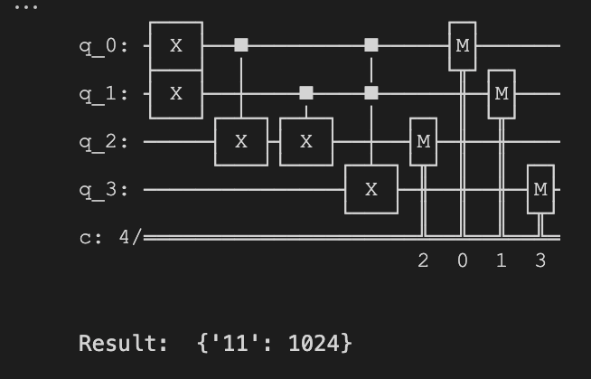 ...
q_0: X M
q_1: X M
q_2: X X M
q_3: X M
c: 4/
2 0 1 3
Result: {'11': 1024}